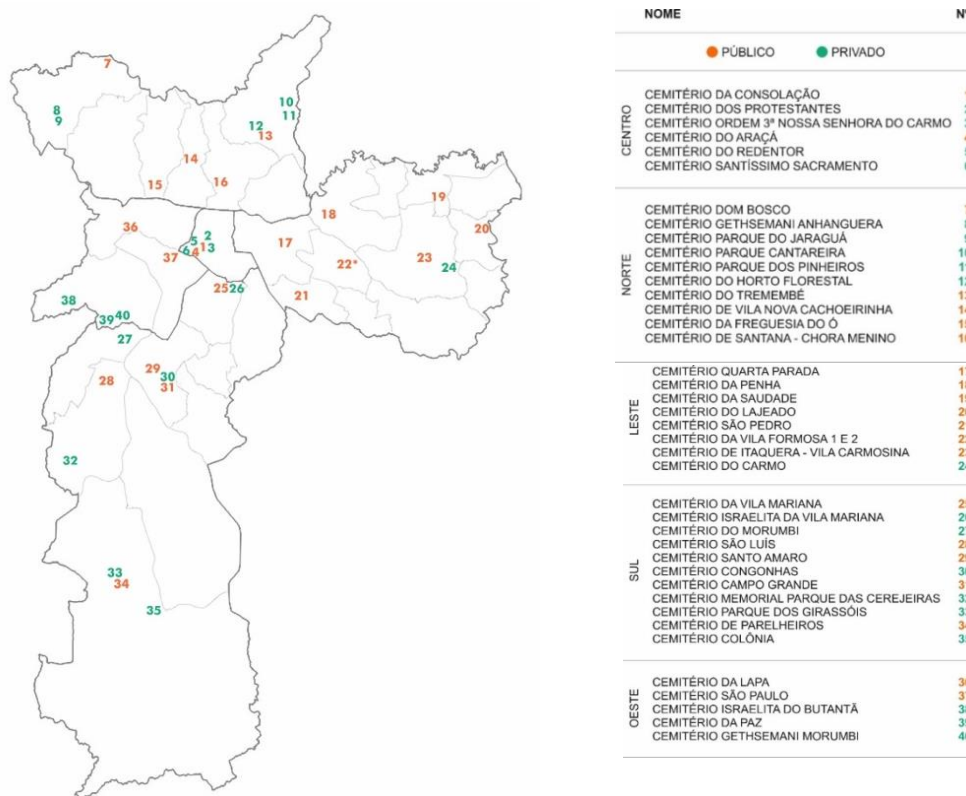 7
8
9
10
11
12
13
14
15
16
18
19
20
17
22*
23
24
21
36
37
5
2
6
4
1
3
25
26
38
39
40
27
28
29
30
31
32
33
34
35
NOME
PÚBLICO PRIVADO
CENTRO
CEMITÉRIO DA CONSOLAÇÃO
CEMITÉRIO DOS PROTESTANTES
CEMITÉRIO ORDEM 3ª NOSSA SENHORA DO CARMO
CEMITÉRIO DO ARAÇÁ
CEMITÉRIO DO REDENTOR
CEMITÉRIO SANTÍSSIMO SACRAMENTO
NORTE
CEMITÉRIO DOM BOSCO
CEMITÉRIO GETHSEMANI ANHANGUERA
CEMITÉRIO PARQUE DO JARAGUÁ
CEMITÉRIO PARQUE CANTAREIRA
CEMITÉRIO PARQUE DOS PINHEIROS
CEMITÉRIO DO HORTO FLORESTAL
CEMITÉRIO DO TREMEMBÉ
CEMITÉRIO DE VILA NOVA CACHOEIRINHA
CEMITÉRIO DA FREGUESIA DO Ó
CEMITÉRIO DE SANTANA - CHORA MENINO
LESTE
CEMITÉRIO QUARTA PARADA
CEMITÉRIO DA PENHA
CEMITÉRIO DA SAUDADE
CEMITÉRIO DO LAJEADO
CEMITÉRIO SÃO PEDRO
CEMITÉRIO DA VILA FORMOSA 1 E 2
CEMITÉRIO DE ITAQUERA - VILA CARMOSINA
CEMITÉRIO DO CARMO
SUL
CEMITÉRIO DA VILA MARIANA
CEMITÉRIO ISRAELITA DA VILA MARIANA
CEMITÉRIO DO MORUMBI
CEMITÉRIO SÃO LUÍS
CEMITÉRIO SANTO AMARO
CEMITÉRIO CONGONHAS
CEMITÉRIO CAMPO GRANDE
CEMITÉRIO MEMORIAL PARQUE DAS CEREJEIRAS
CEMITÉRIO PARQUE DOS GIRASSÓIS
CEMITÉRIO DE PARELHEIROS
CEMITÉRIO COLÔNIA
OESTE
CEMITÉRIO DA LAPA
CEMITÉRIO SÃO PAULO
CEMITÉRIO ISRAELITA DO BUTANTÃ
CEMITÉRIO DA PAZ
CEMITÉRIO GETHSEMANI MORUMBI